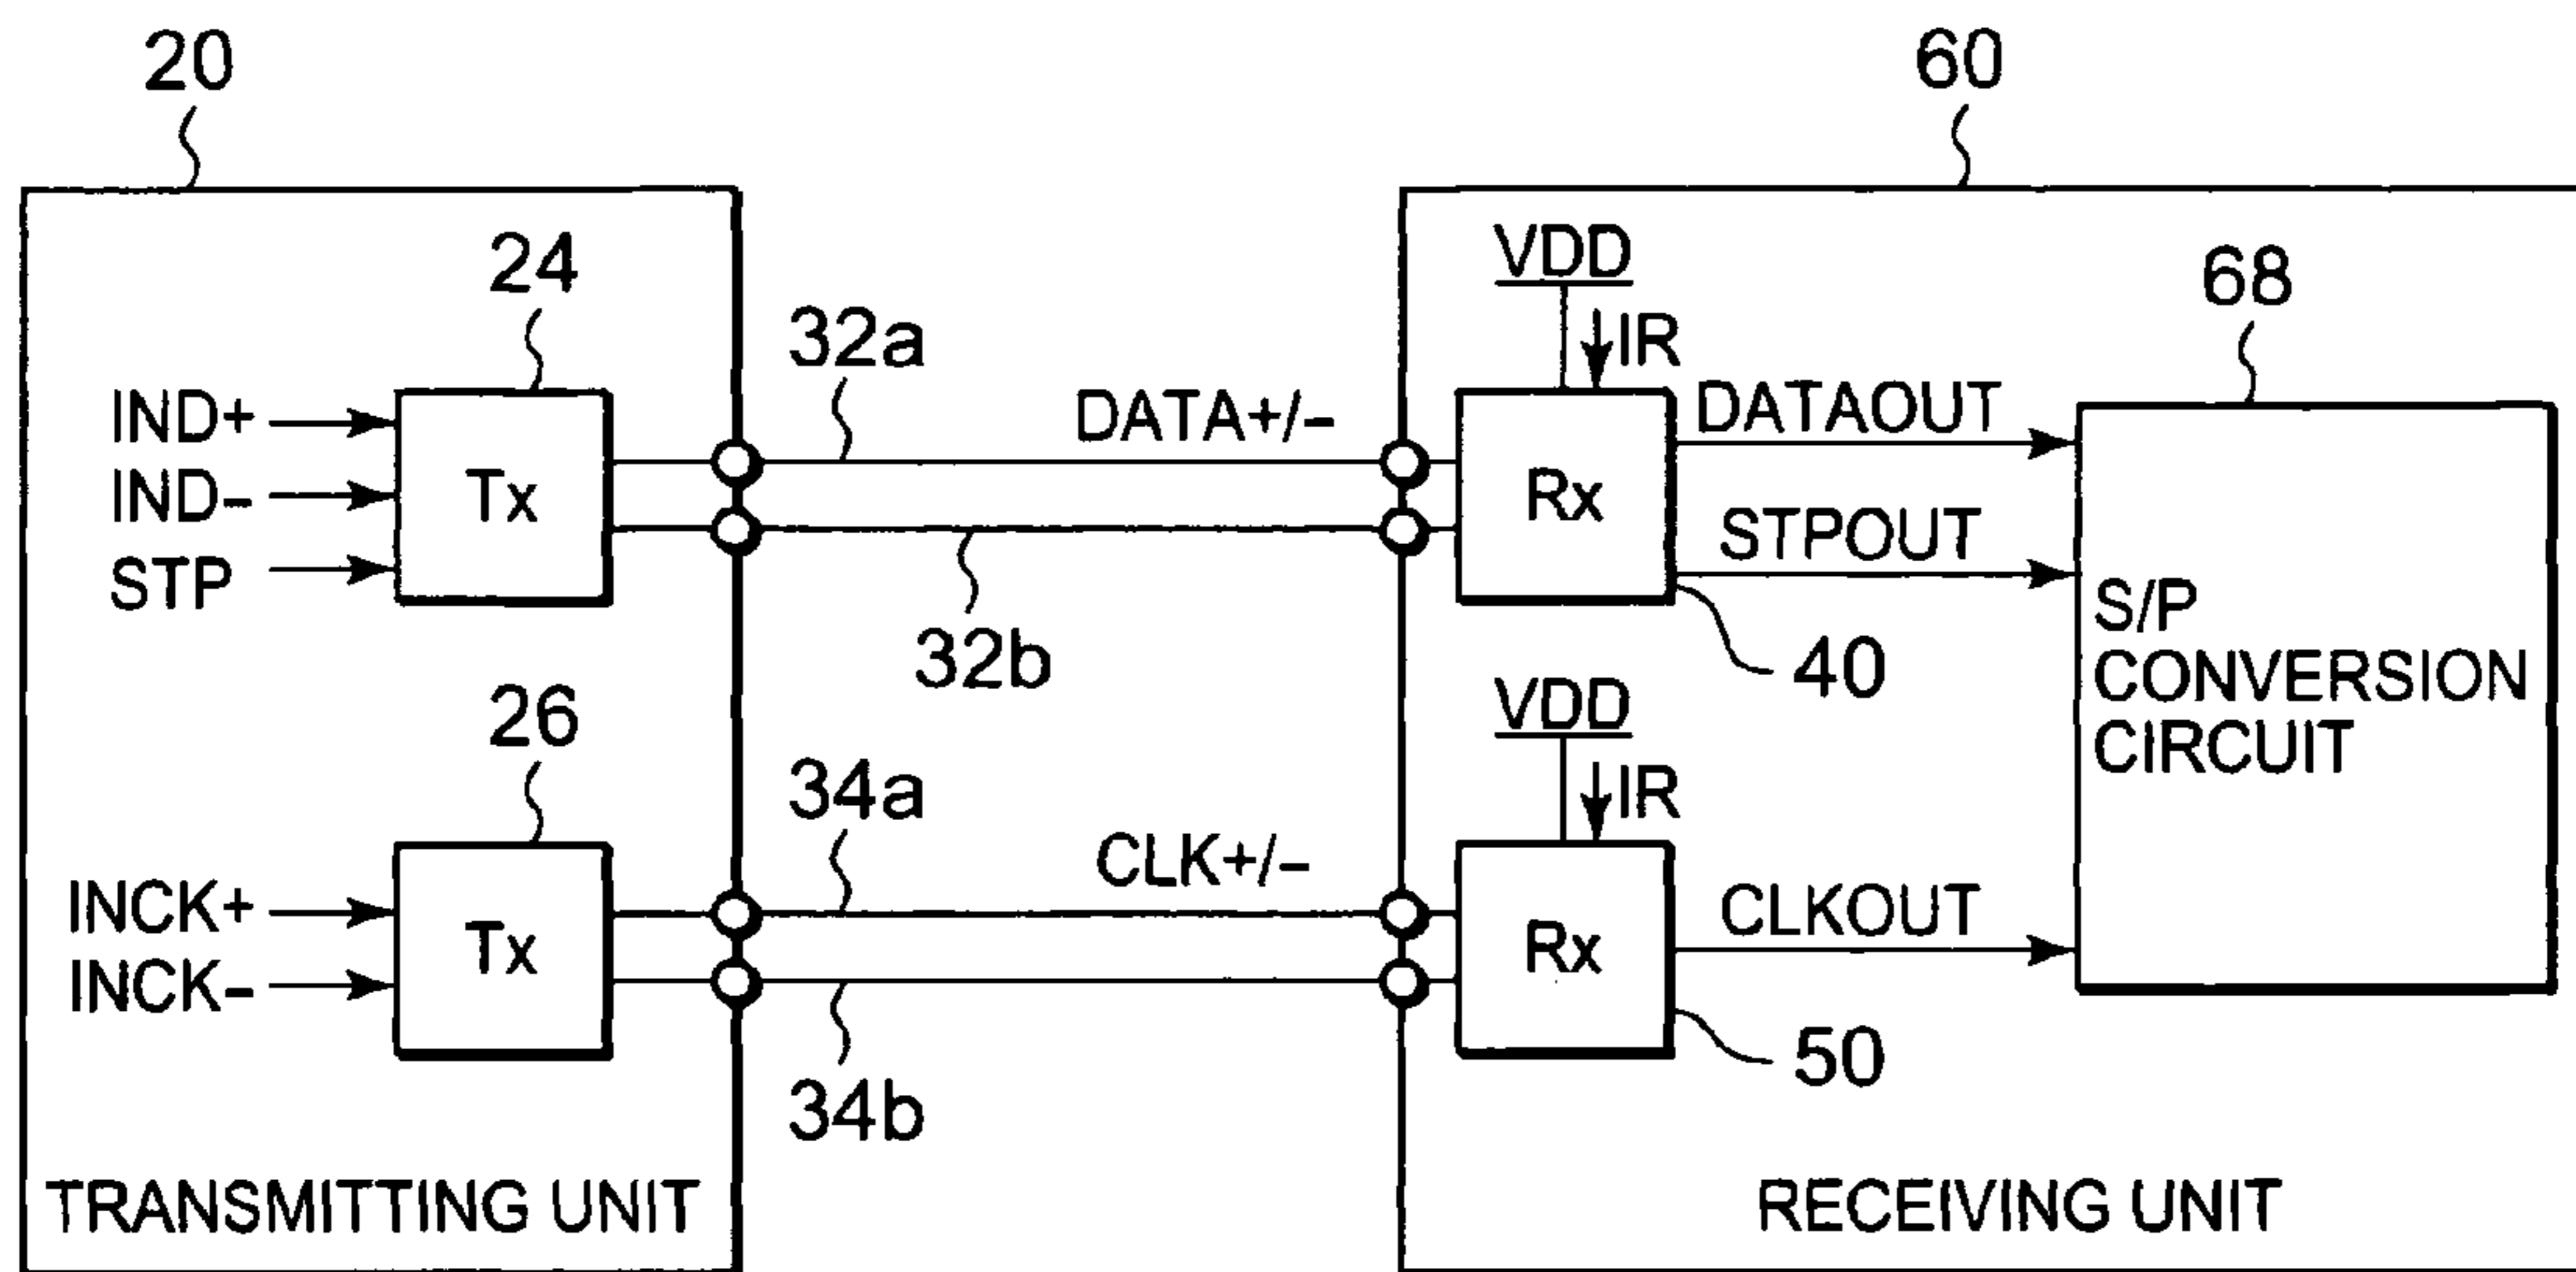 20
60
24
VDD
68
32a
IR
IND+
DATA+/-
DATAOUT
IND-
Tx
Rx
STP
STPOUT
S/P
CONVERSION
CIRCUIT
32b
40
26
VDD
34a
IR
INCK+
CLK+/-
CLKOUT
INCK-
Tx
Rx
34b
50
TRANSMITTING UNIT
RECEIVING UNIT